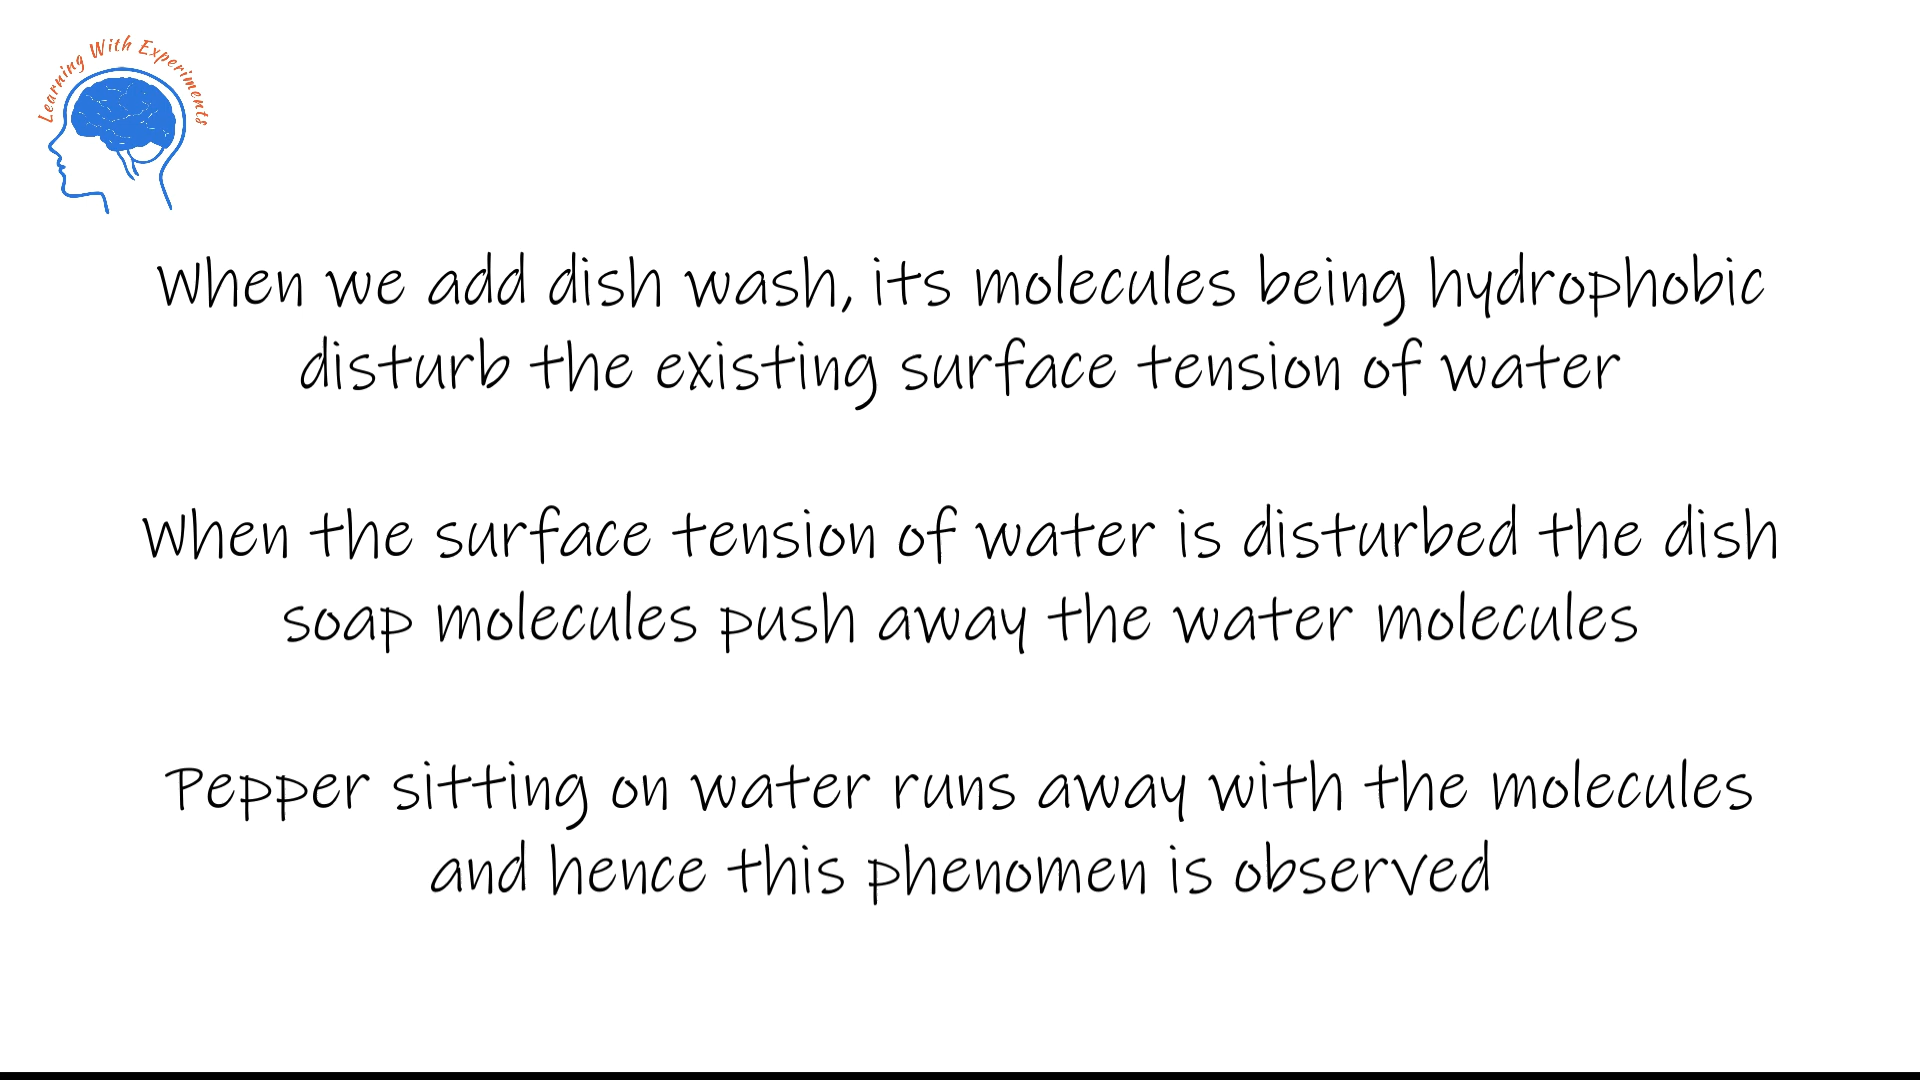 Learning With Experiments
When we add dish wash, its molecules being hydrophobic
disturb the existing surface tension of water
When the surface tension of water is disturbed the dish
soap molecules push away the water molecules
Pepper sitting on water runs away with the molecules
and hence this phenomen is observed